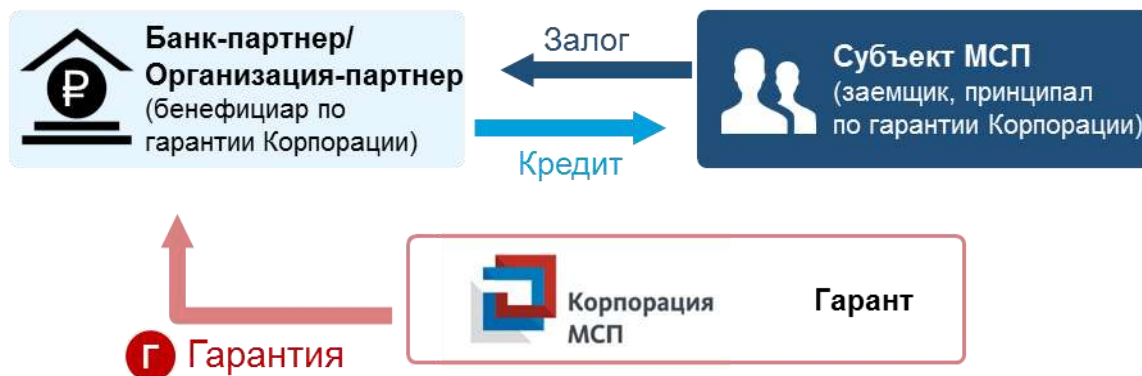 Банк-партнер/
Организация-партнер
(бенефициар по
гарантии Корпорации)
Залог
Кредит
Субъект МСП
(заемщик, принципал
по гарантии Корпорации)
Корпорация
МСП
Гарант
Г Гарантия